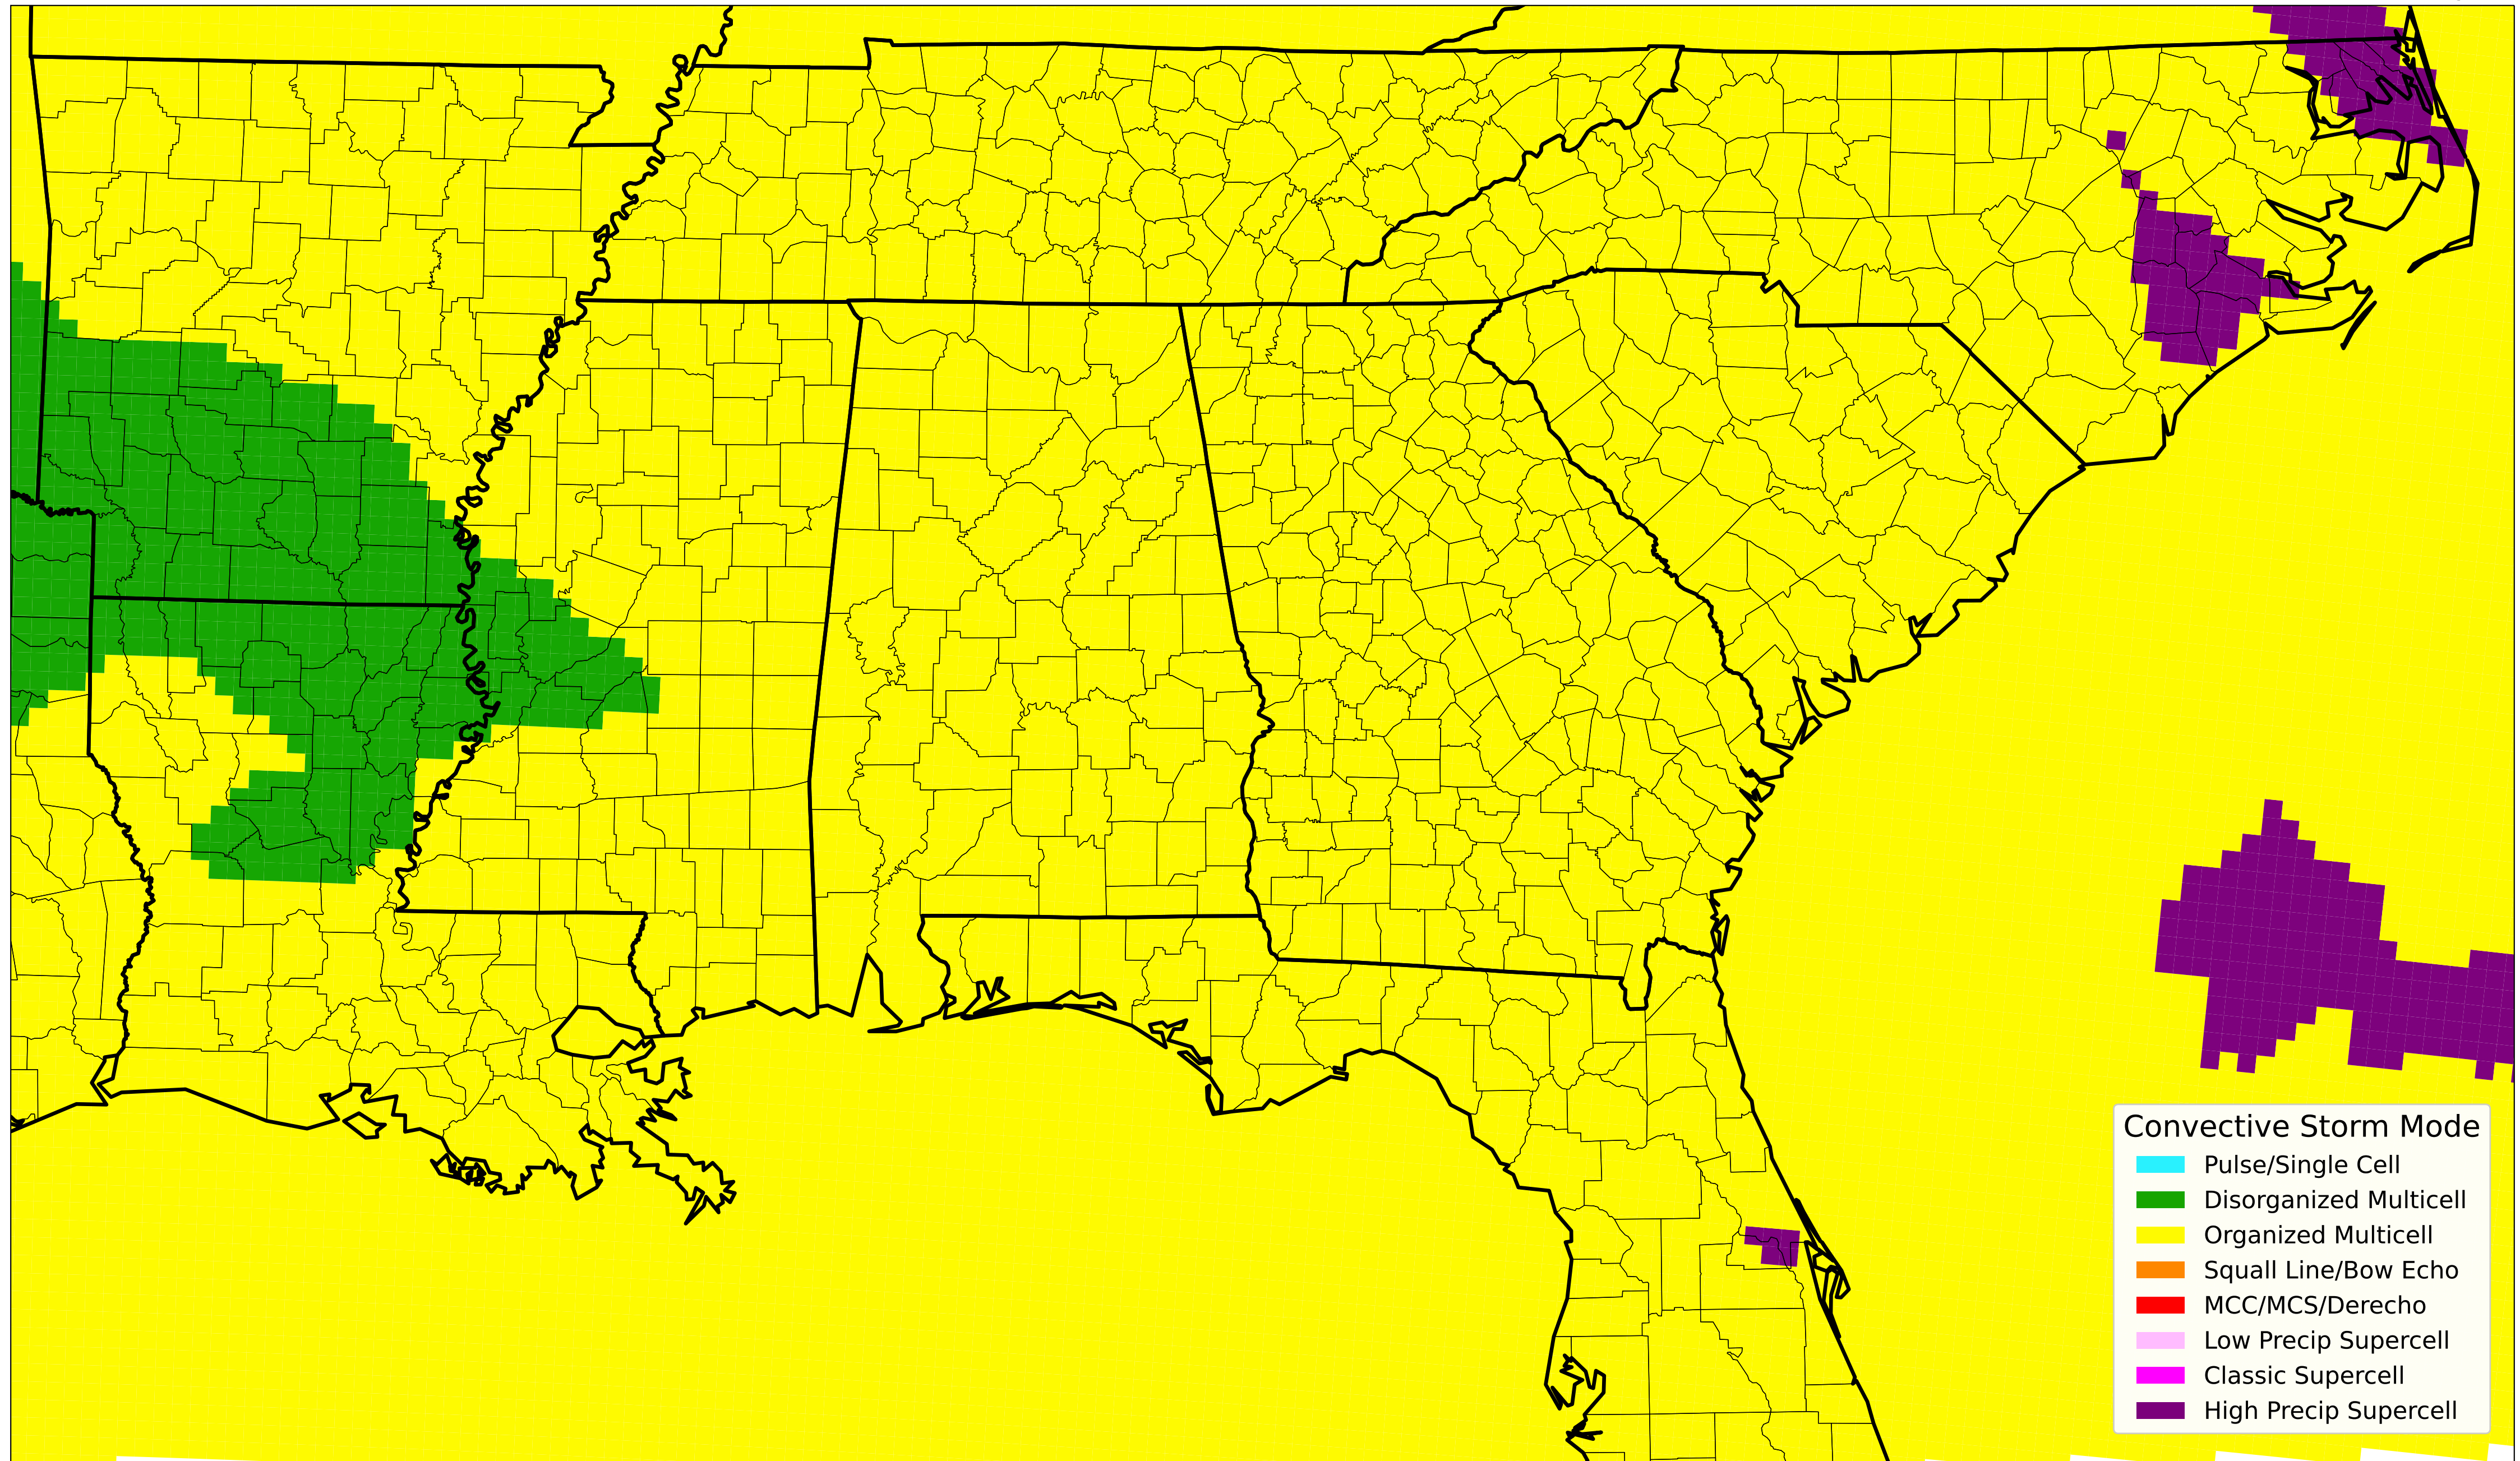 Convective Storm Mode
Pulse/Single Cell
Disorganized Multicell
Organized Multicell
Squall Line/Bow Echo
MCC/MCS/Derecho
Low Precip Supercell
Classic Supercell
High Precip Supercell